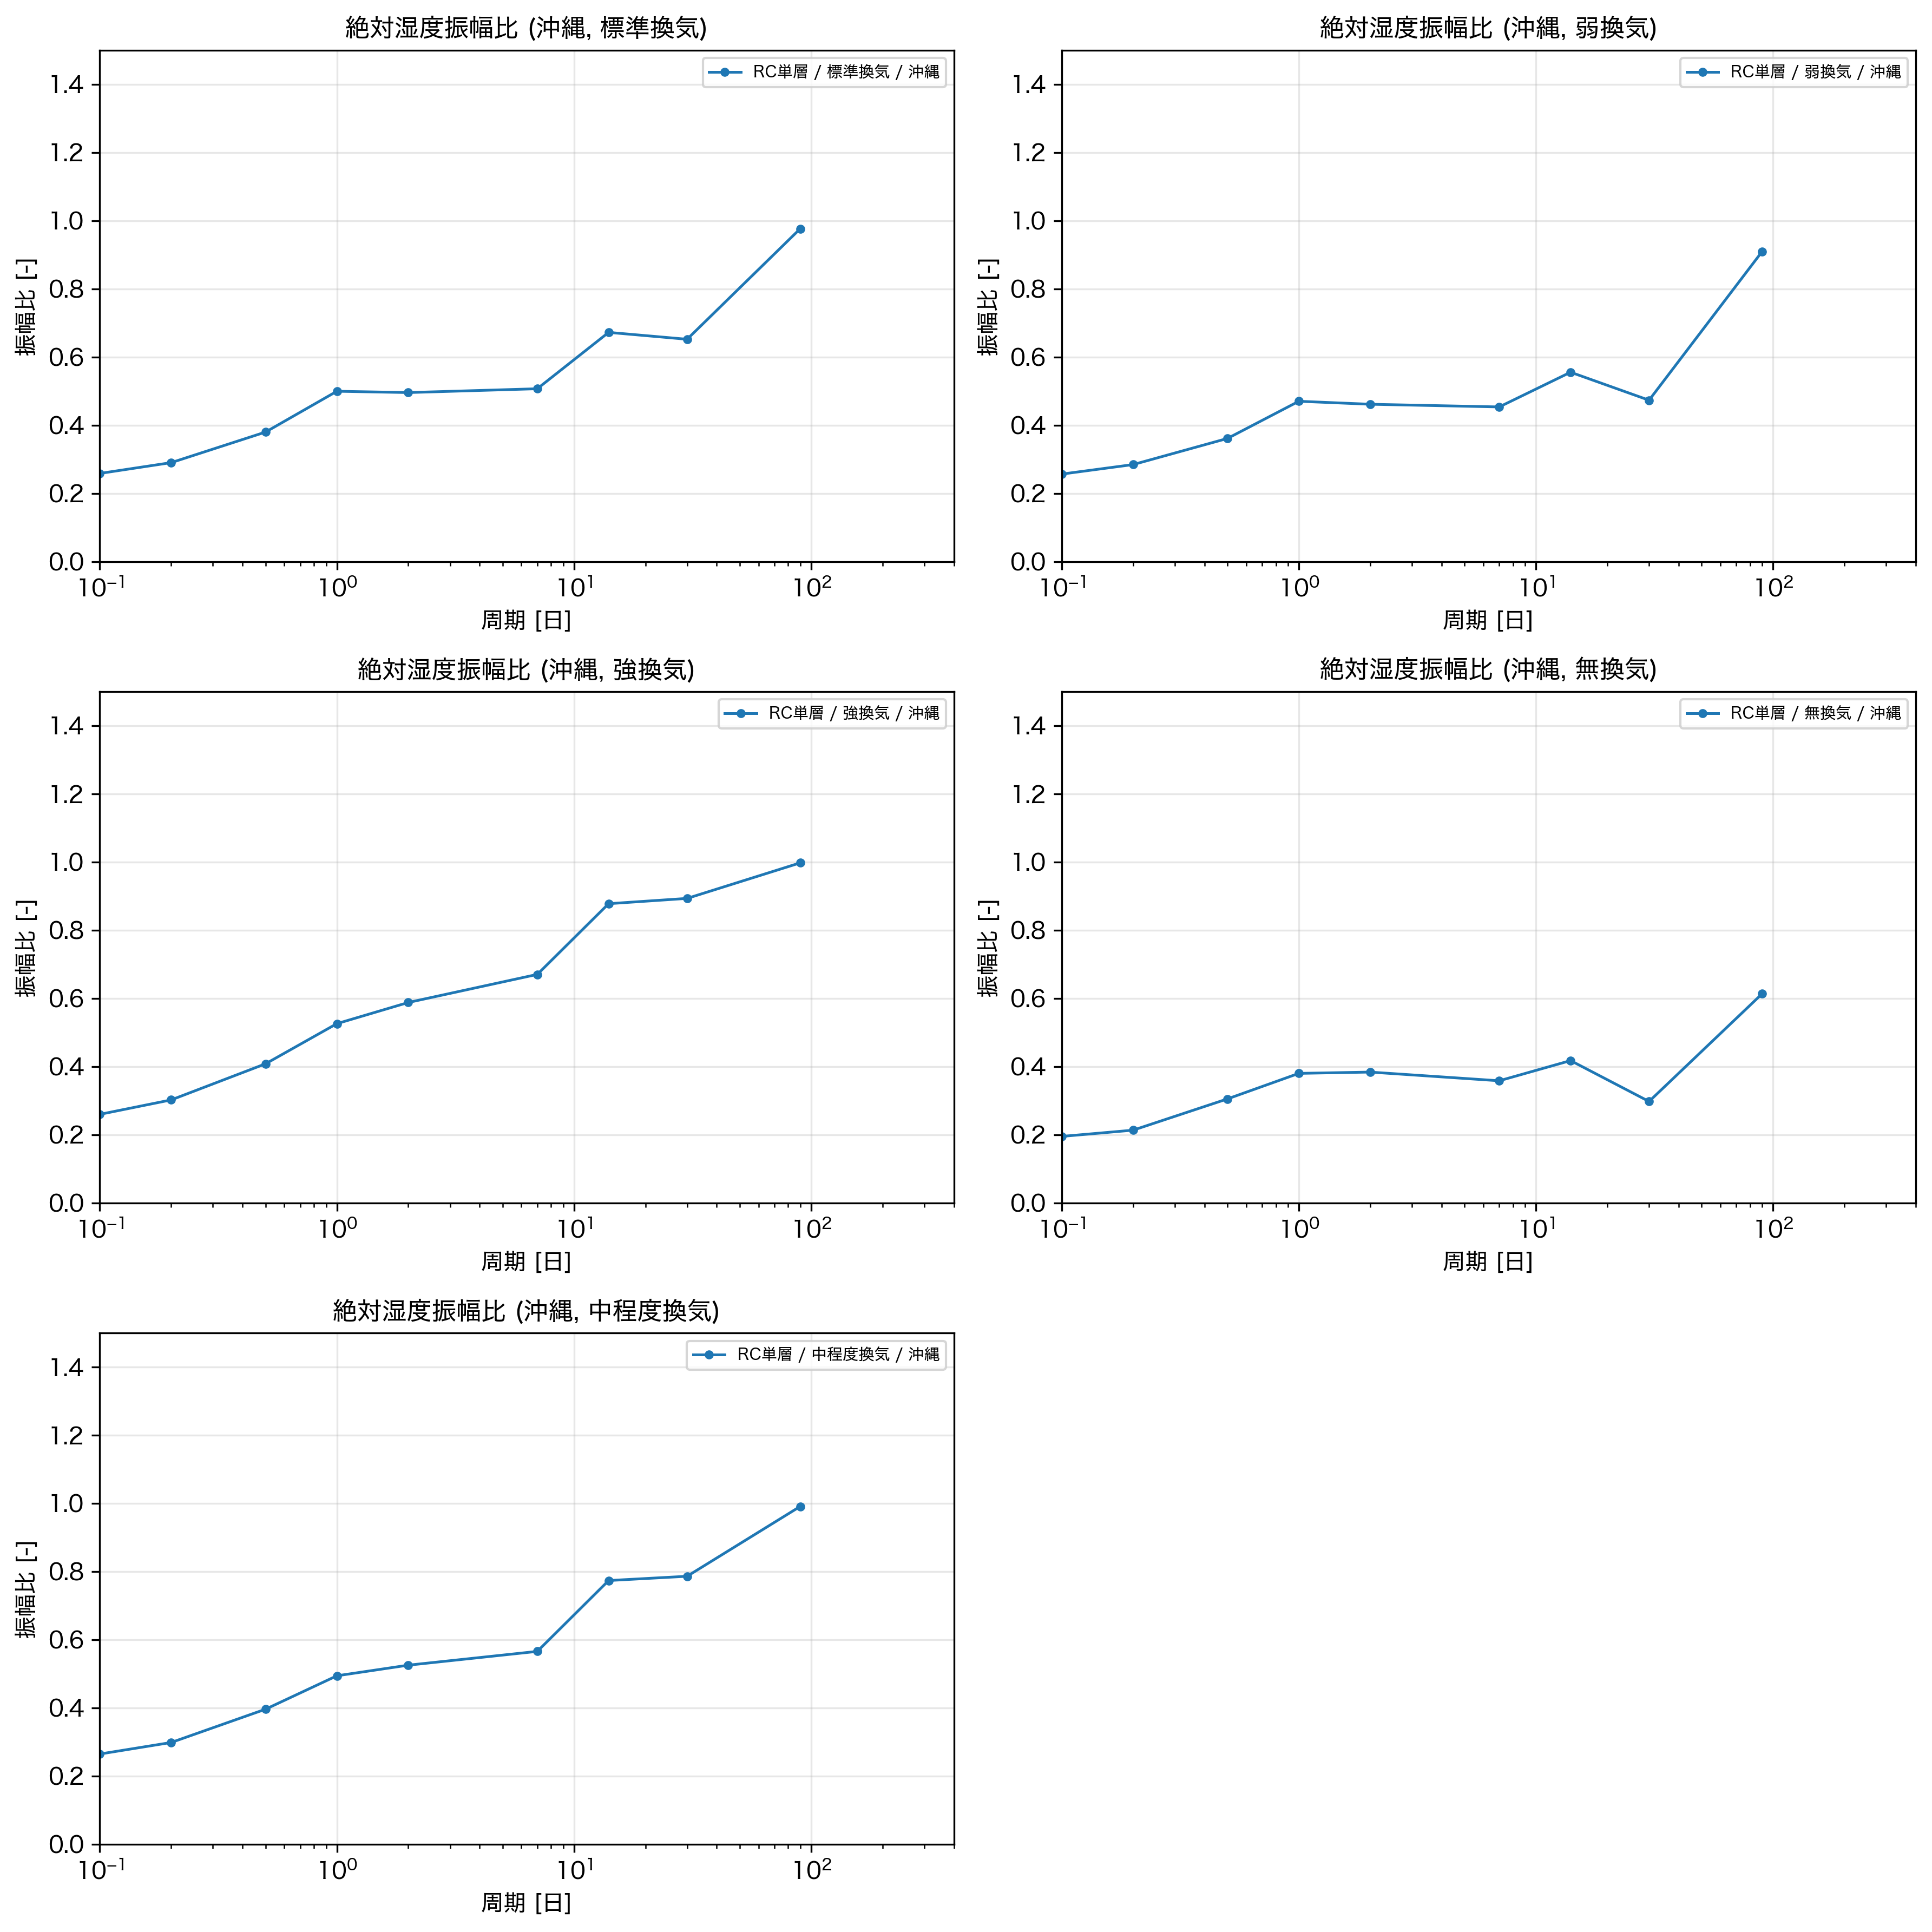 絶対湿度振幅比 (沖縄, 標準換気)
RC単層 / 標準換気 / 沖縄
振幅比 [-]
1.4
1.2
1.0
0.8
0.6
0.4
0.2
0.0
10⁻¹ 10⁰ 10¹ 10²
周期 [日]
絶対湿度振幅比 (沖縄, 弱換気)
RC単層 / 弱換気 / 沖縄
振幅比 [-]
1.4
1.2
1.0
0.8
0.6
0.4
0.2
0.0
10⁻¹ 10⁰ 10¹ 10²
周期 [日]
絶対湿度振幅比 (沖縄, 強換気)
RC単層 / 強換気 / 沖縄
振幅比 [-]
1.4
1.2
1.0
0.8
0.6
0.4
0.2
0.0
10⁻¹ 10⁰ 10¹ 10²
周期 [日]
絶対湿度振幅比 (沖縄, 無換気)
RC単層 / 無換気 / 沖縄
振幅比 [-]
1.4
1.2
1.0
0.8
0.6
0.4
0.2
0.0
10⁻¹ 10⁰ 10¹ 10²
周期 [日]
絶対湿度振幅比 (沖縄, 中程度換気)
RC単層 / 中程度換気 / 沖縄
振幅比 [-]
1.4
1.2
1.0
0.8
0.6
0.4
0.2
0.0
10⁻¹ 10⁰ 10¹ 10²
周期 [日]